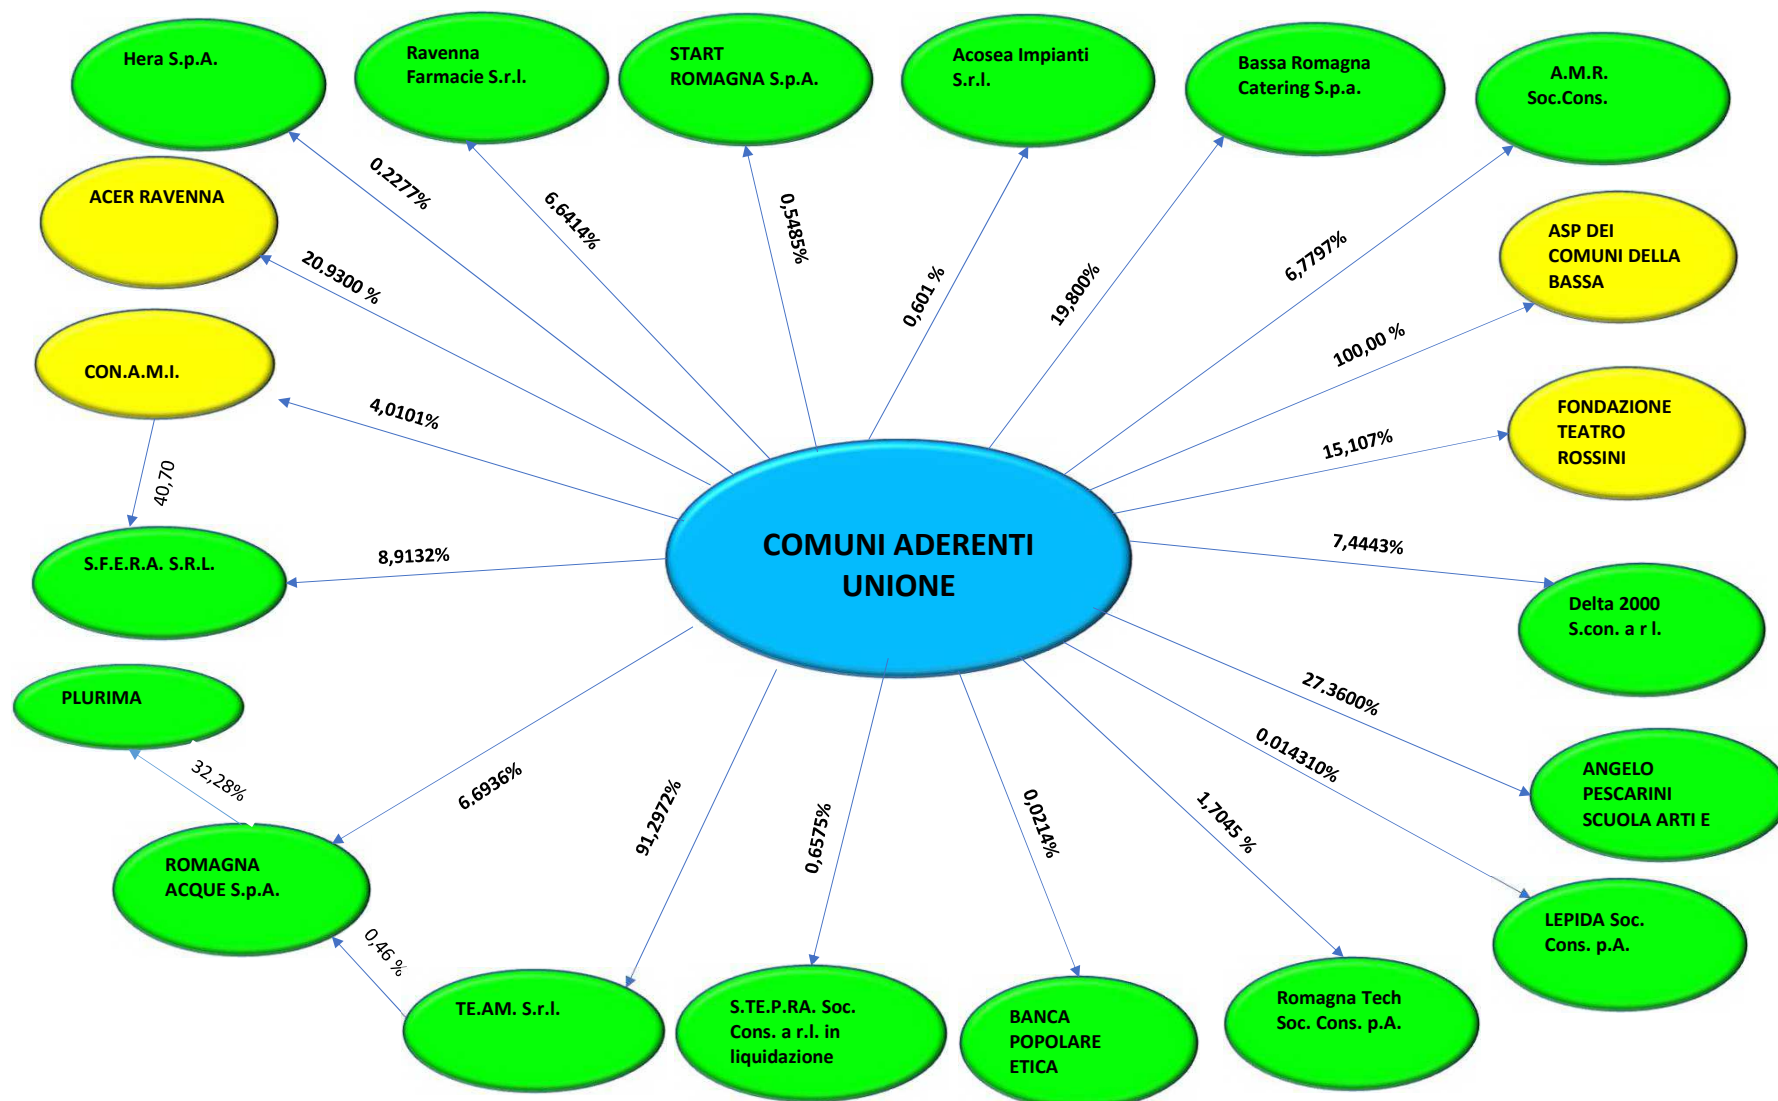 Hera S.p.A.
Ravenna
Farmacie S.r.l.
START
ROMAGNA S.p.A.
Acosea Impianti
S.r.l.
Bassa Romagna
Catering S.p.a.
A.M.R.
Soc.Cons.
ACER RAVENNA
ASP DEI
COMUNI DELLA
BASSA
CON.A.M.I.
FONDAZIONE
TEATRO
ROSSINI
0.2277%
6,6414%
0,5485%
0,601 %
19,800%
6,7797%
20.9300 %
100,00 %
4,0101%
15,107%
40,70
8,9132%
7,4443%
COMUNI ADERENTI
UNIONE
S.F.E.R.A. S.R.L.
Delta 2000
S.con. a r l.
PLURIMA
32,28%
6,6936%
91,2972%
0,6575%
0,0214%
1,7045 %
0.014310%
27,3600%
ANGELO
PESCARINI
SCUOLA ARTI E
ROMAGNA
ACQUE S.p.A.
LEPIDA Soc.
Cons. p.A.
0,46 %
TE.AM. S.r.l.
S.TE.P.RA. Soc.
Cons. a r.l. in
liquidazione
BANCA
POPOLARE
ETICA
Romagna Tech
Soc. Cons. p.A.